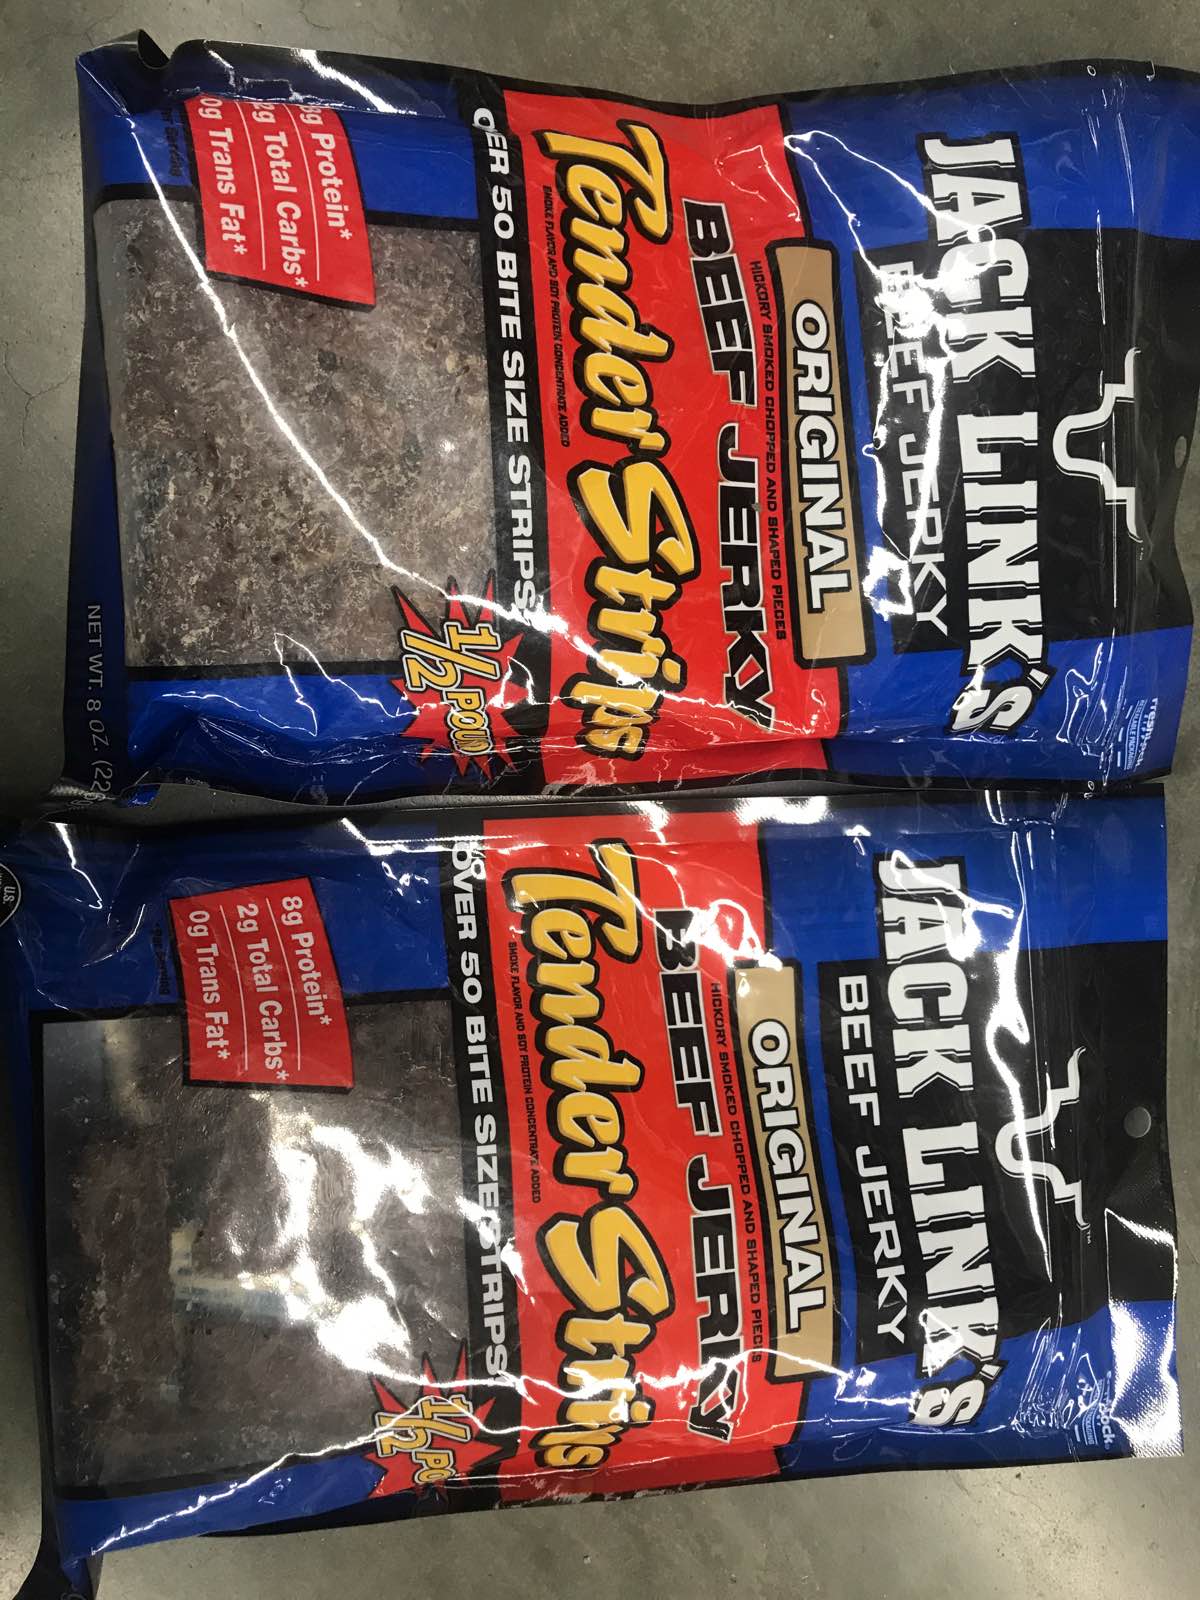 JACK LINK'S
BEEF JERKY
ORIGINAL
HICKORY SMOKED CHOPPED AND SHAPED PIECES
BEEF JERKY
Tender Strips
SMOKE FLAVOR AND SOY PROTEIN CONCENTRATE ADDED
50 BITE SIZE STRIPS
1/2
8g Protein*
2g Total Carbs*
0g Trans Fat*
NET WT. 8 OZ.
JACK LINK'S
BEEF JERKY
ORIGINAL
HICKORY SMOKED CHOPPED AND SHAPED PIECES
BEEF JERKY
Tender Strips
SMOKE FLAVOR AND SOY PROTEIN CONCENTRATE ADDED
OVER 50 BITE SIZE STRIPS
1/2
8g Protein*
2g Total Carbs*
0g Trans Fat*
U.S.